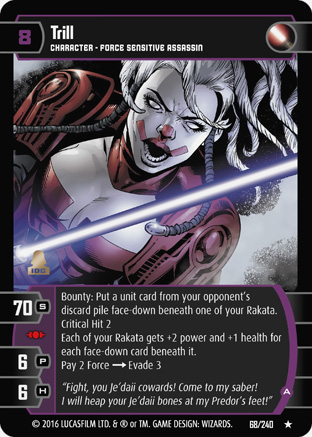 8
Trill
CHARACTER - FORCE SENSITIVE ASSASSIN
100
70 S
6 P
6 H
Bounty: Put a unit card from your opponent's
discard pile face-down beneath one of your Rakata.
Critical Hit 2
Each of your Rakata gets +2 power and +1 health
for each face-down card beneath it.
Pay 2 Force → Evade 3
"Fight, you Je'daii cowards! Come to my saber!
I will heap your Je'daii bones at my Predor's feet!"
A
© 2016 LUCASFILM LTD. & ® or TM. GAME DESIGN: WIZARDS. 68/240 ★